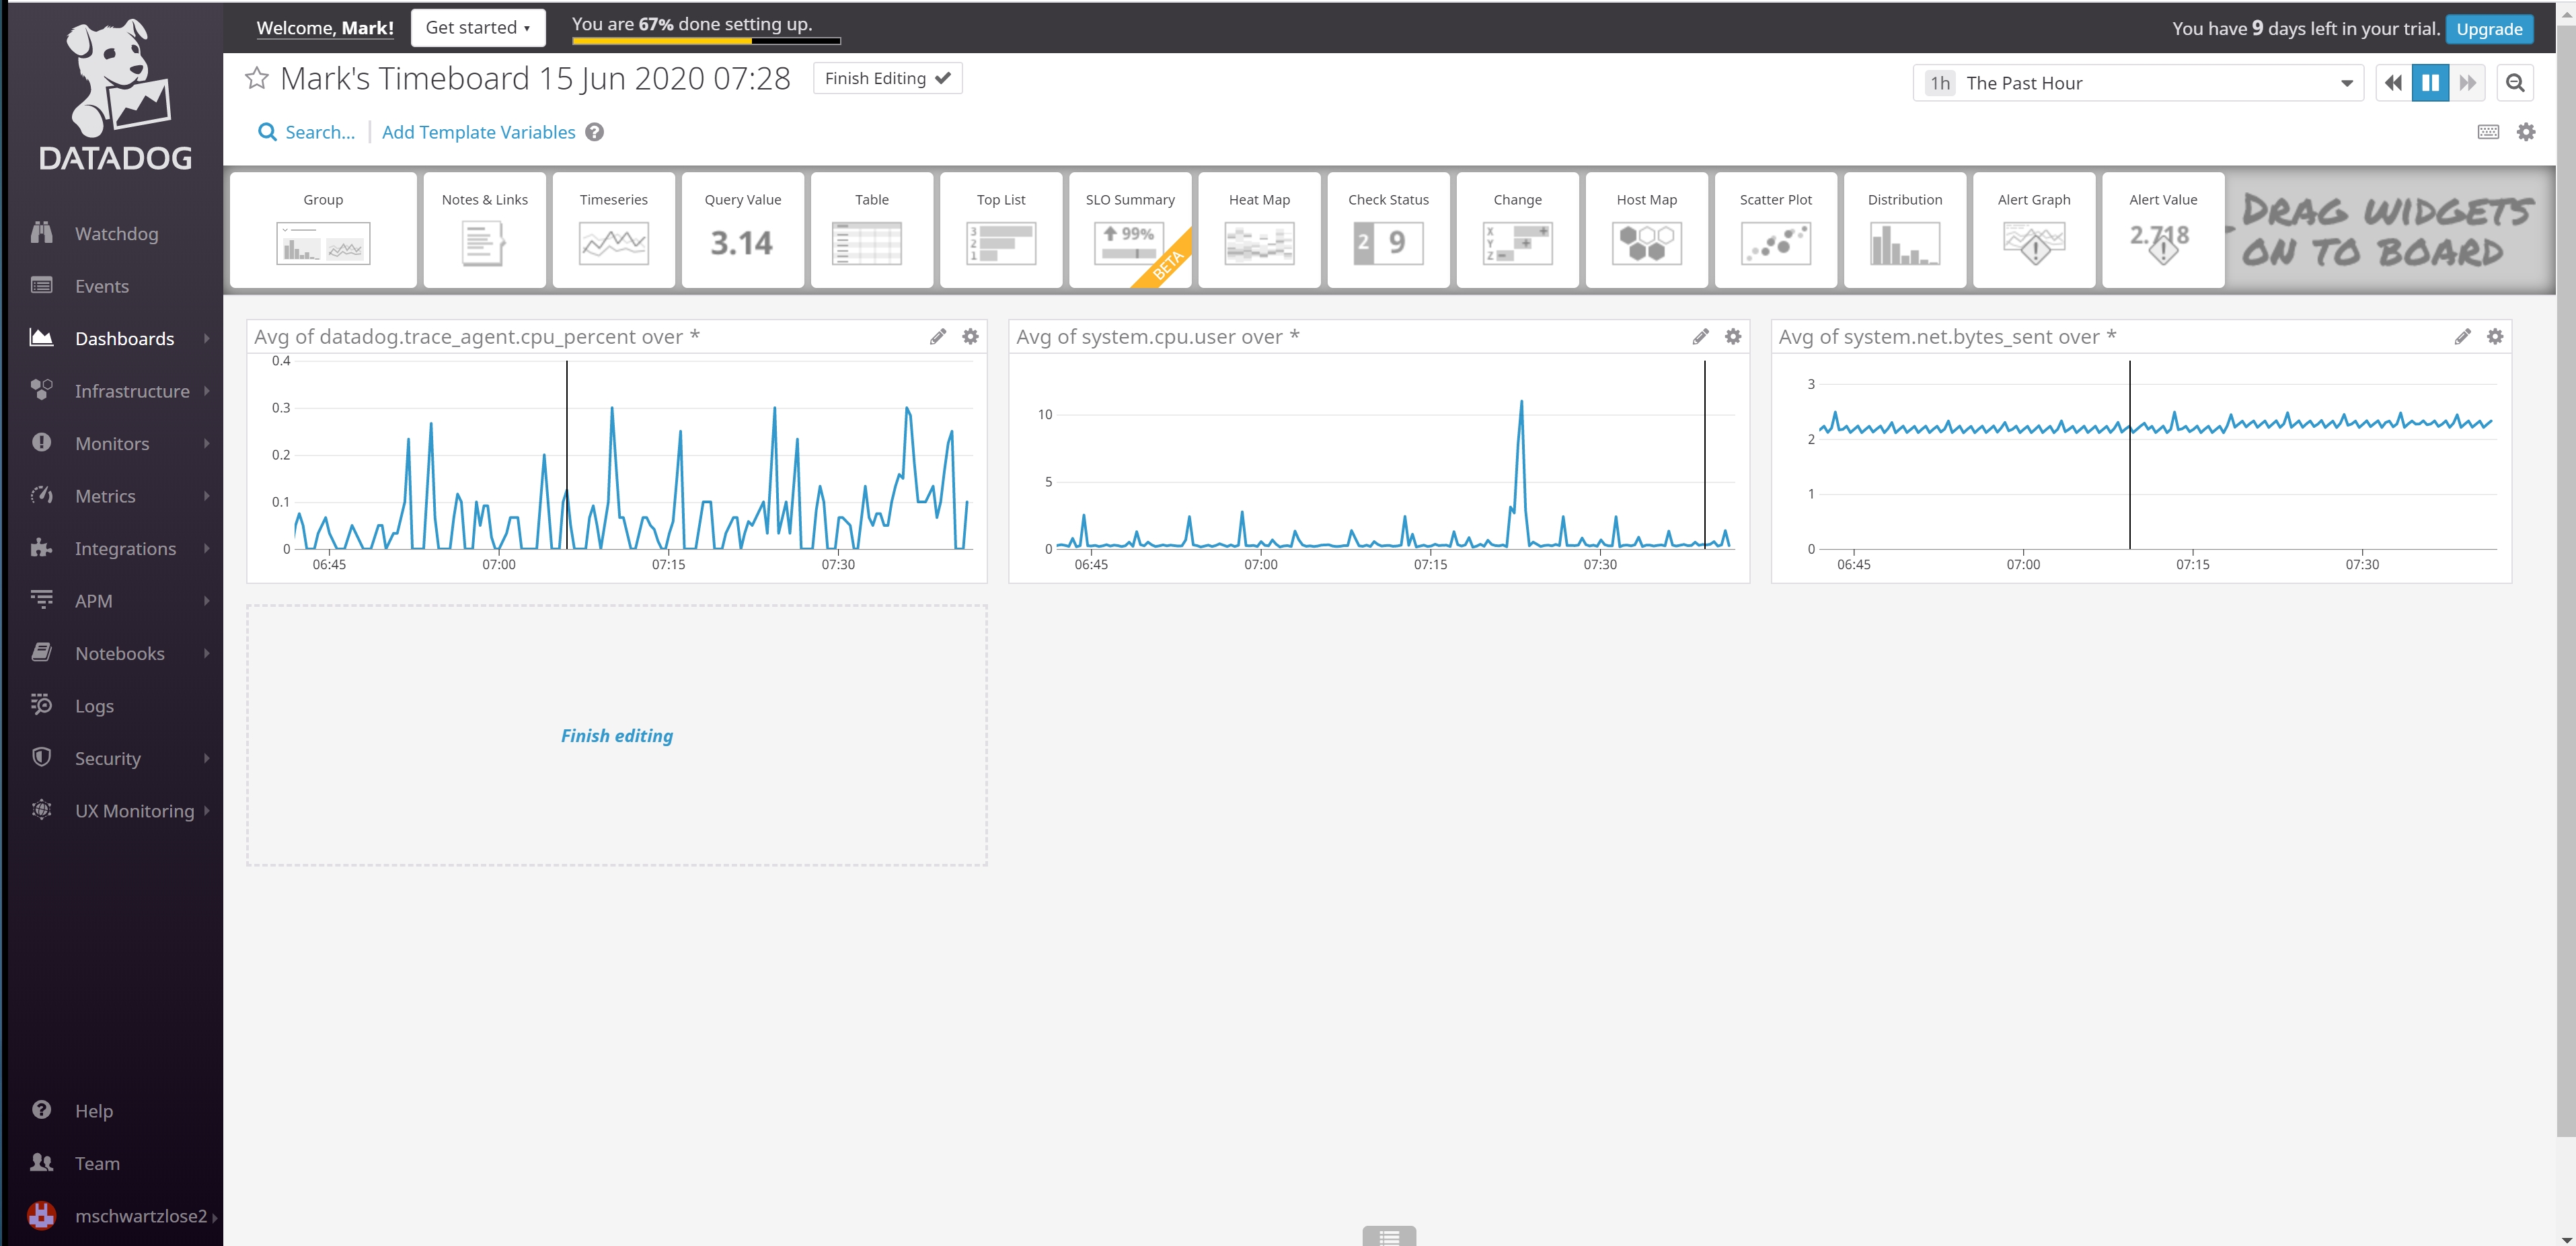 Welcome, Mark!
Get started
You are 67% done setting up.
You have 9 days left in your trial.
Upgrade
DATADOG
Mark's Timeboard 15 Jun 2020 07:28
Finish Editing
1h The Past Hour
Search...
Add Template Variables ?
Group
Notes & Links
Timeseries
Query Value
3.14
Table
Top List
3
2
1
SLO Summary
99%
BETA
Heat Map
Check Status
2 9
Change
X
Y
Z
Host Map
Scatter Plot
Distribution
Alert Graph
Alert Value
2.718
DRAG WIDGETS
ON TO BOARD
Watchdog
Events
Dashboards
Infrastructure
Monitors
Metrics
Integrations
APM
Notebooks
Logs
Security
UX Monitoring
Help
Team
mschwartzlose2
Avg of datadog.trace_agent.cpu_percent over *
0.4
0.3
0.2
0.1
0
06:45 07:00 07:15 07:30
Avg of system.cpu.user over *
10
5
0
06:45 07:00 07:15 07:30
Avg of system.net.bytes_sent over *
3
2
1
0
06:45 07:00 07:15 07:30
Finish editing